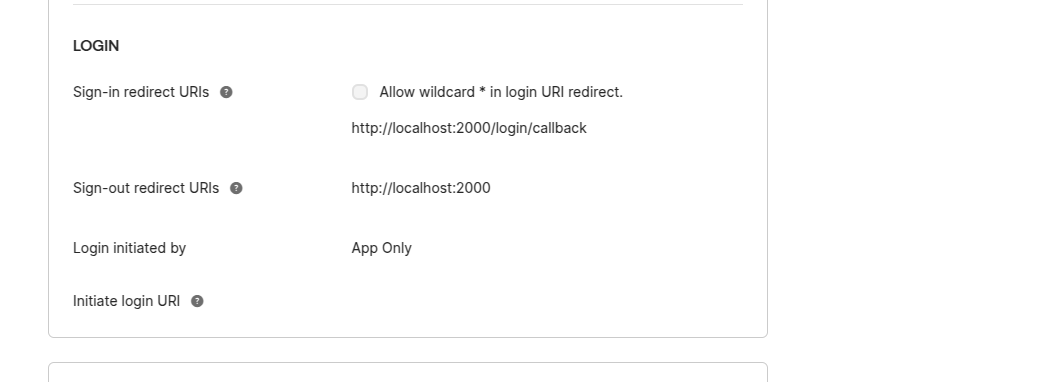 LOGIN
Sign-in redirect URIs ? Allow wildcard * in login URI redirect.
http://localhost:2000/login/callback
Sign-out redirect URIs ? http://localhost:2000
Login initiated by App Only
Initiate login URI ?